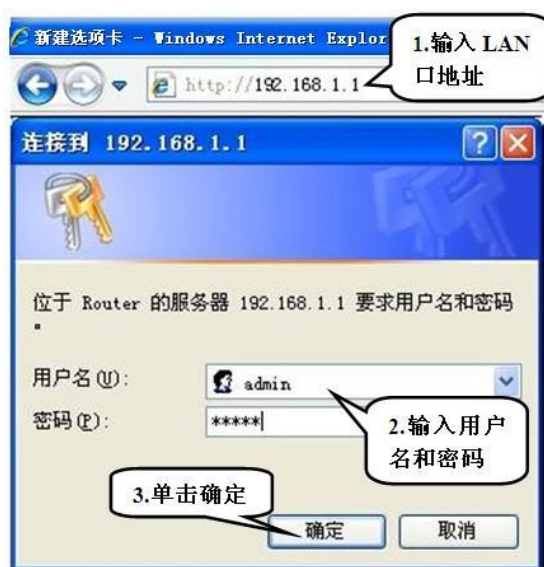 新建选项卡 - Windows Internet Explor
1.输入 LAN
口地址
http://192.168.1.1
连接到 192.168.1.1
位于 Router 的服务器 192.168.1.1 要求用户名和密码
。
用户名(U):
admin
密码(P):
*****
2.输入用户
名和密码
3.单击确定
确定
取消